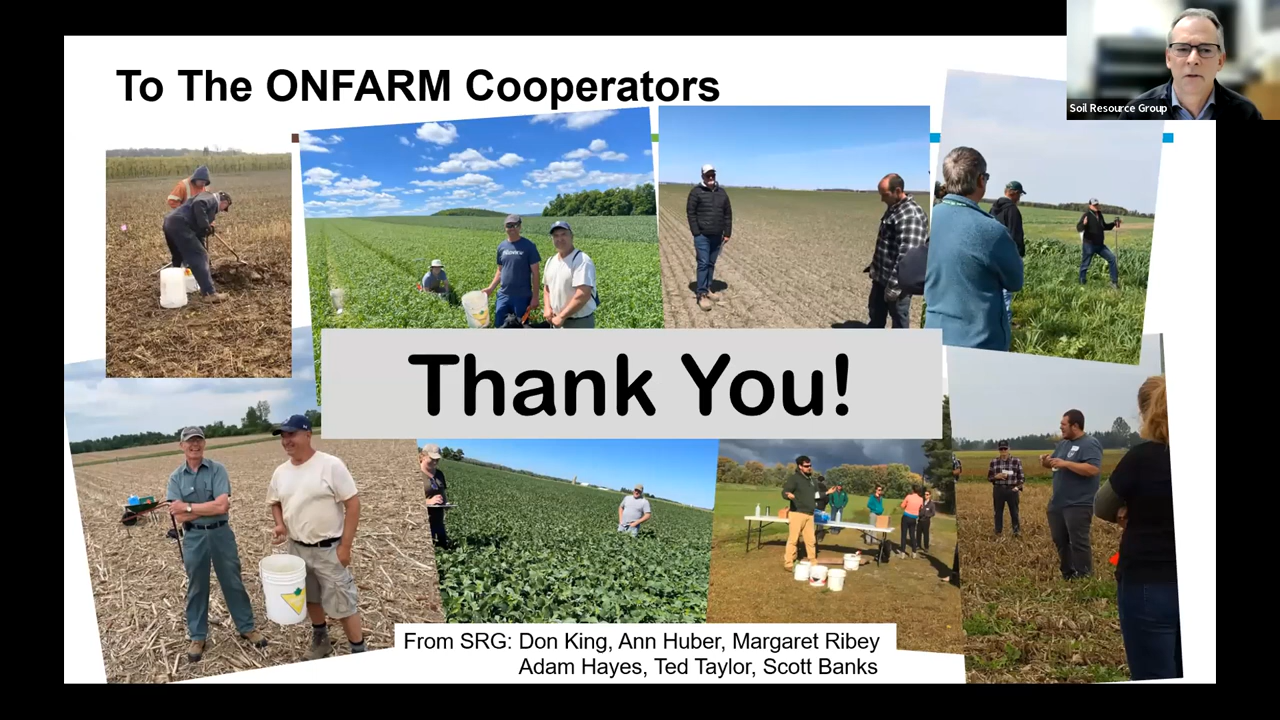 To The ONFARM Cooperators
Soil Resource Group
Thank You!
From SRG: Don King, Ann Huber, Margaret Ribey
Adam Hayes, Ted Taylor, Scott Banks